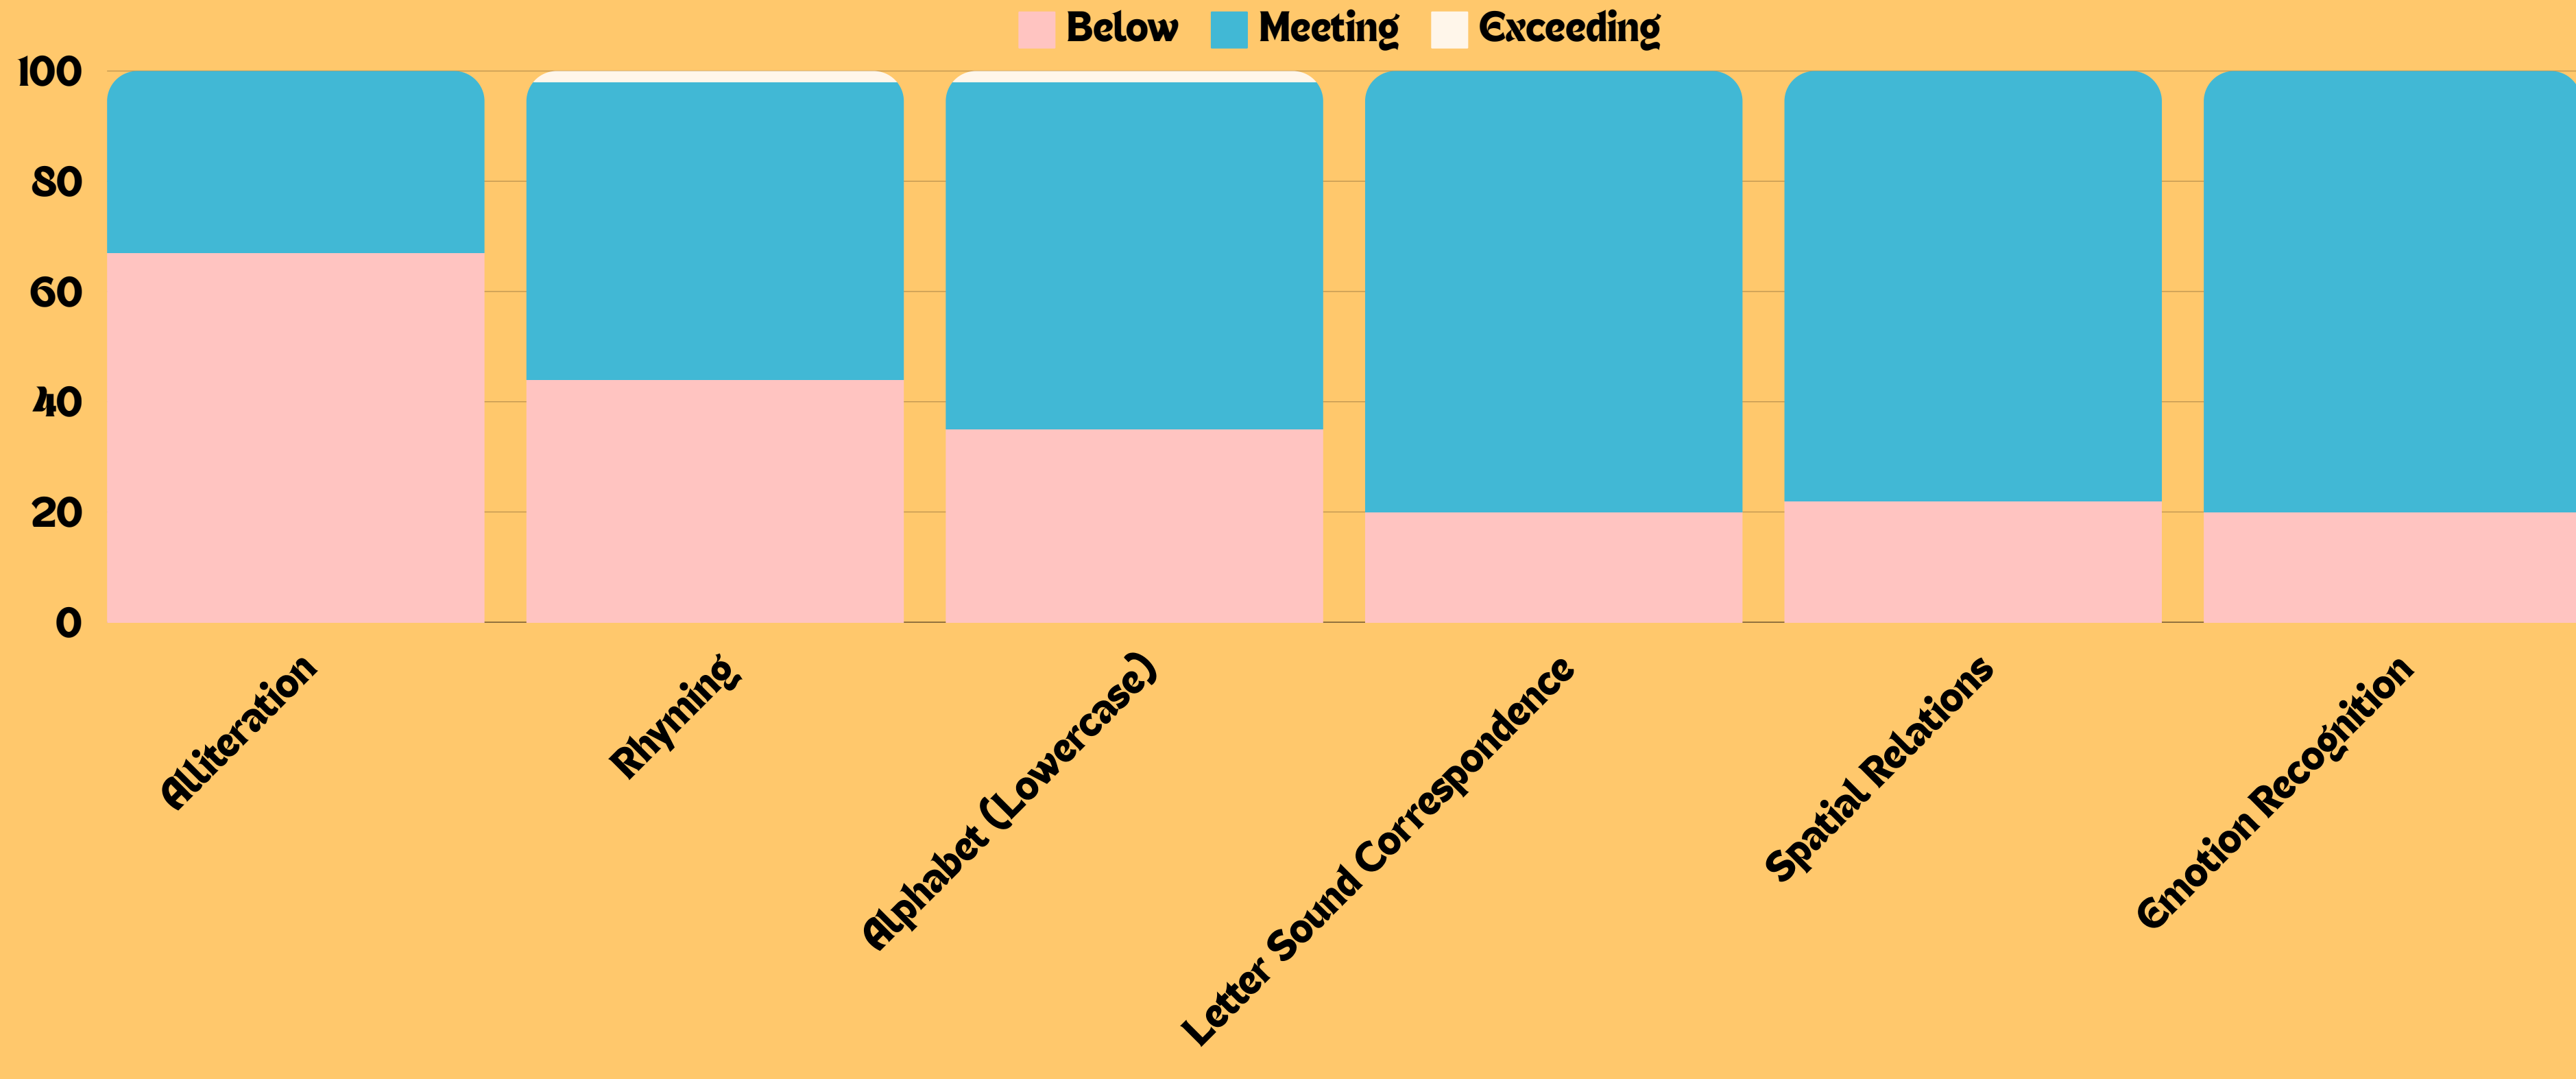 Below Meeting Exceeding
100
80
60
40
20
0
Alliteration
Rhyming
Alphabet (Lowercase)
Letter Sound Correspondence
Spatial Relations
Emotion Recognition